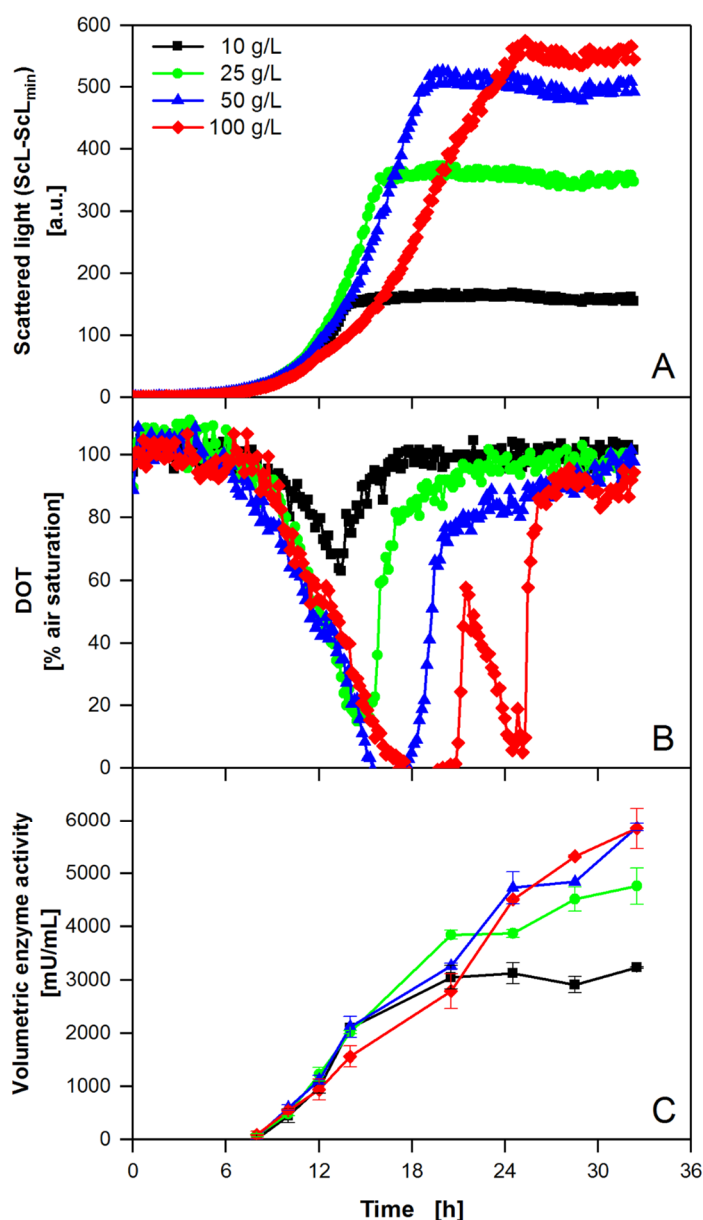 600
500
400
300
200
100
0
Scattered light (ScL-ScLmin)
[a.u.]
10 g/L
25 g/L
50 g/L
100 g/L
A
100
80
60
40
20
0
DOT
[% air saturation]
B
6000
5000
4000
3000
2000
1000
0
Volumetric enzyme activity
[mU/mL]
C
0 6 12 18 24 30 36
Time [h]